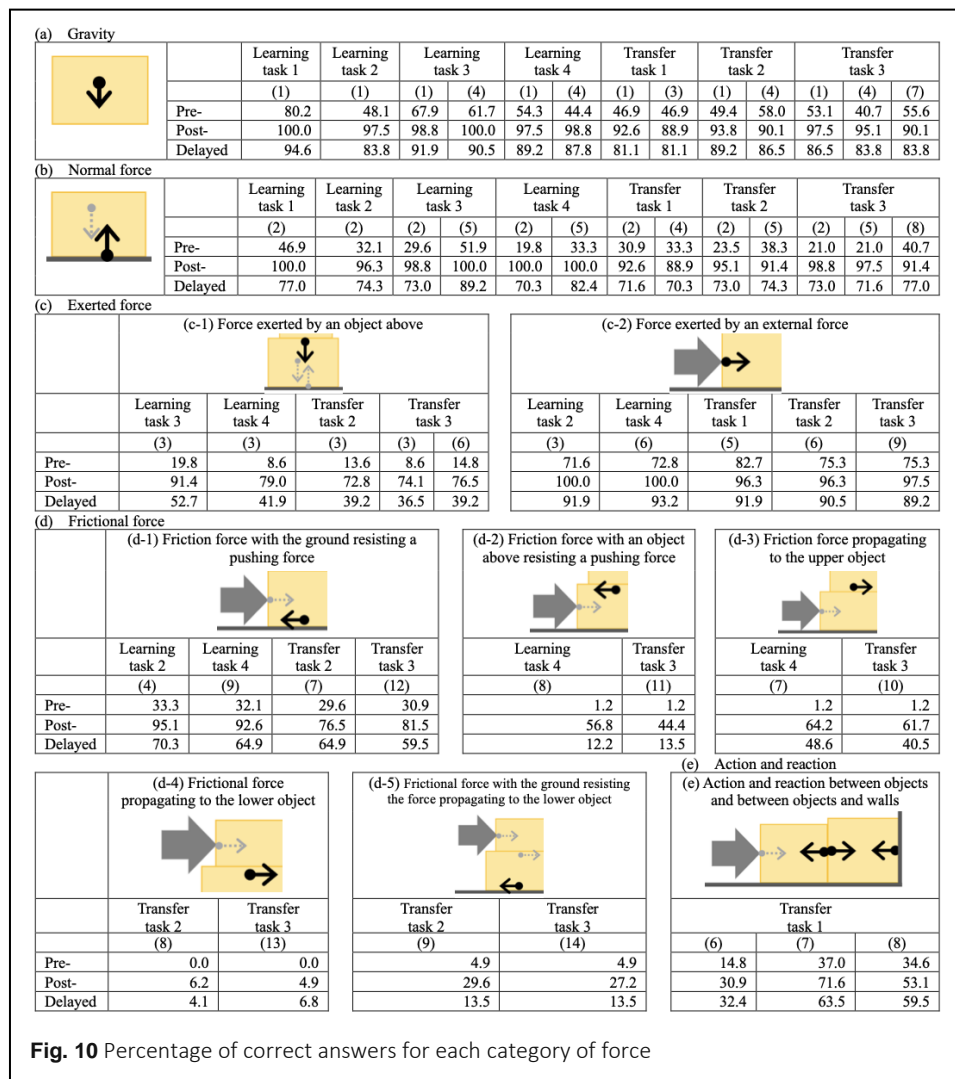 (a) Gravity
Learning task 1 Learning task 2 Learning task 3 Learning task 4 Transfer task 1 Transfer task 2 Transfer task 3
(1) (1) (1) (4) (1) (4) (1) (3) (1) (4) (1) (4) (7)
Pre- 80.2 48.1 67.9 61.7 54.3 44.4 46.9 46.9 49.4 58.0 53.1 40.7 55.6
Post- 100.0 97.5 98.8 100.0 97.5 98.8 92.6 88.9 93.8 90.1 97.5 95.1 90.1
Delayed 94.6 83.8 91.9 90.5 89.2 87.8 81.1 81.1 89.2 86.5 86.5 83.8 83.8
(b) Normal force
Learning task 1 Learning task 2 Learning task 3 Learning task 4 Transfer task 1 Transfer task 2 Transfer task 3
(2) (2) (2) (5) (2) (5) (2) (4) (2) (5) (2) (5) (8)
Pre- 46.9 32.1 29.6 51.9 19.8 33.3 30.9 33.3 23.5 38.3 21.0 21.0 40.7
Post- 100.0 96.3 98.8 100.0 100.0 100.0 92.6 88.9 95.1 91.4 98.8 97.5 91.4
Delayed 77.0 74.3 73.0 89.2 70.3 82.4 71.6 70.3 73.0 74.3 73.0 71.6 77.0
(c) Exerted force
(c-1) Force exerted by an object above
Learning task 3 Learning task 4 Transfer task 2 Transfer task 3
(3) (3) (3) (3) (6)
Pre- 19.8 8.6 13.6 8.6 14.8
Post- 91.4 79.0 72.8 74.1 76.5
Delayed 52.7 41.9 39.2 36.5 39.2
(c-2) Force exerted by an external force
Learning task 2 Learning task 4 Transfer task 1 Transfer task 2 Transfer task 3
(3) (6) (5) (6) (9)
71.6 72.8 82.7 75.3 75.3
100.0 100.0 96.3 96.3 97.5
91.9 93.2 91.9 90.5 89.2
(d) Frictional force
(d-1) Friction force with the ground resisting a
pushing force
Learning task 2 Learning task 4 Transfer task 2 Transfer task 3
(4) (9) (7) (12)
Pre- 33.3 32.1 29.6 30.9
Post- 95.1 92.6 76.5 81.5
Delayed 70.3 64.9 64.9 59.5
(d-2) Friction force with an object
above resisting a pushing force
Learning task 4 Transfer task 3
(8) (11)
1.2 1.2
56.8 44.4
12.2 13.5
(d-3) Friction force propagating
to the upper object
Learning task 4 Transfer task 3
(7) (10)
1.2 1.2
64.2 61.7
48.6 40.5
(d-4) Frictional force
propagating to the lower object
Transfer task 2 Transfer task 3
(8) (13)
Pre- 0.0 0.0
Post- 6.2 4.9
Delayed 4.1 6.8
(d-5) Frictional force with the ground resisting
the force propagating to the lower object
Transfer task 2 Transfer task 3
(9) (14)
4.9 4.9
29.6 27.2
13.5 13.5
(e) Action and reaction
(e) Action and reaction between objects
and between objects and walls
Transfer task 1
(6) (7) (8)
14.8 37.0 34.6
30.9 71.6 53.1
32.4 63.5 59.5
Fig. 10 Percentage of correct answers for each category of force